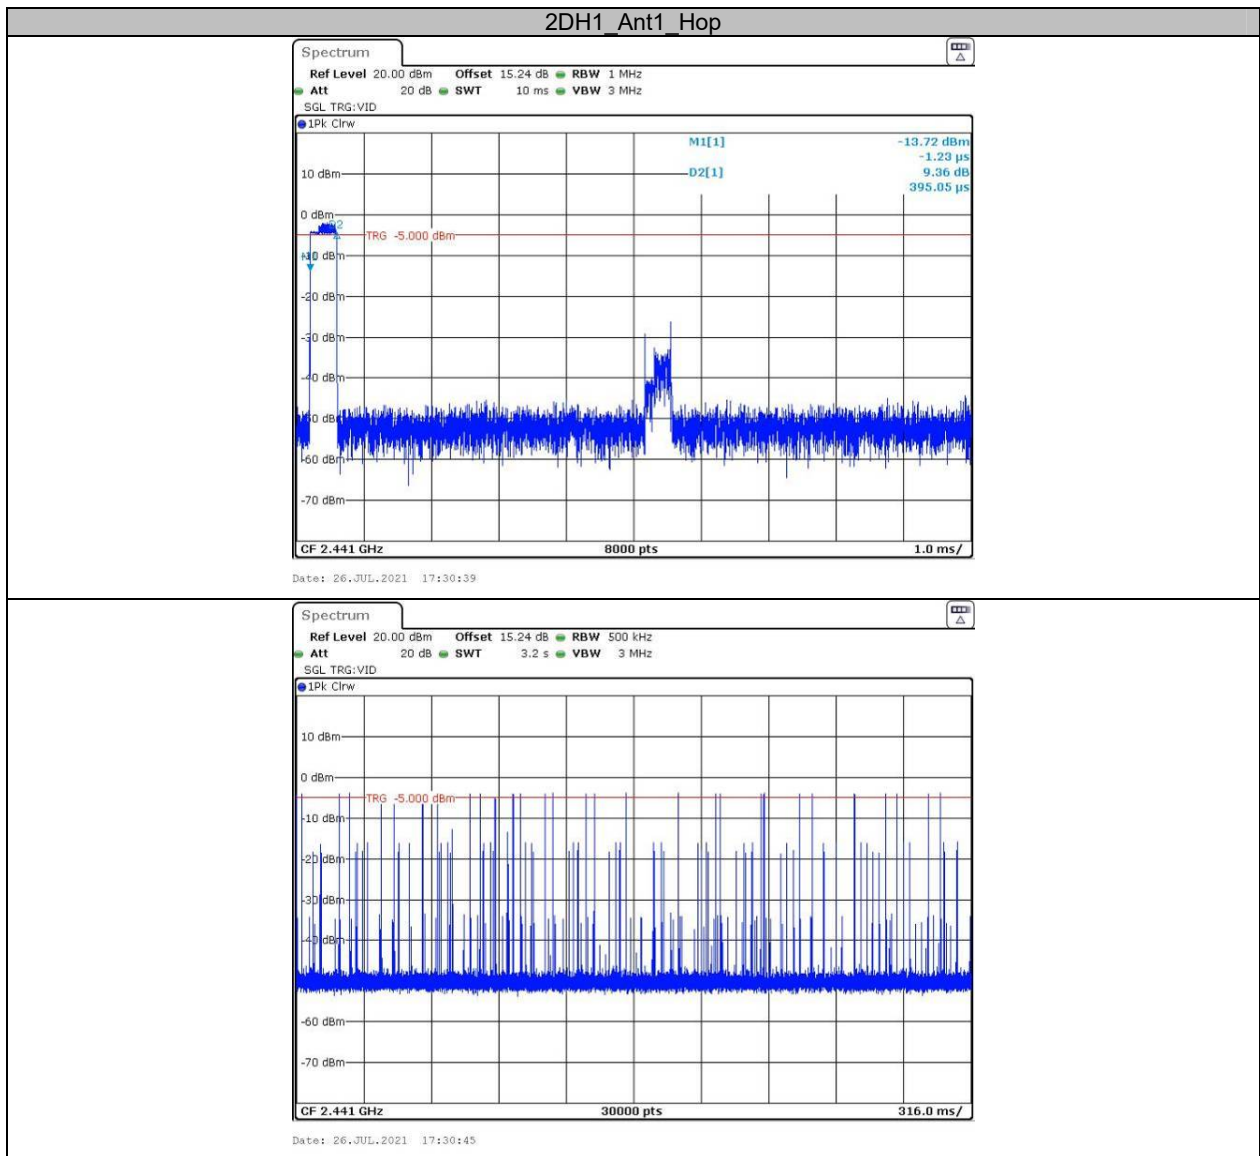 2DH1_Ant1_Hop
Spectrum
Ref Level 20.00 dBm Offset 15.24 dB RBW 1 MHz
Att 20 dB SWT 10 ms VBW 3 MHz
SGL TRG:VID
1Pk Clrw
M1[1] -13.72 dBm
-1.23 µs
10 dBm D2[1] 9.36 dB
395.05 µs
0 dBm
D2
TRG -5.000 dBm
-10 dBm
-20 dBm
-30 dBm
-40 dBm
-50 dBm
-60 dBm
-70 dBm
CF 2.441 GHz 8000 pts 1.0 ms/
Date: 26.JUL.2021 17:30:39
Spectrum
Ref Level 20.00 dBm Offset 15.24 dB RBW 500 kHz
Att 20 dB SWT 3.2 s VBW 3 MHz
SGL TRG:VID
1Pk Clrw
10 dBm
0 dBm
TRG -5.000 dBm
-10 dBm
-20 dBm
-30 dBm
-40 dBm
-60 dBm
-70 dBm
CF 2.441 GHz 30000 pts 316.0 ms/
Date: 26.JUL.2021 17:30:45